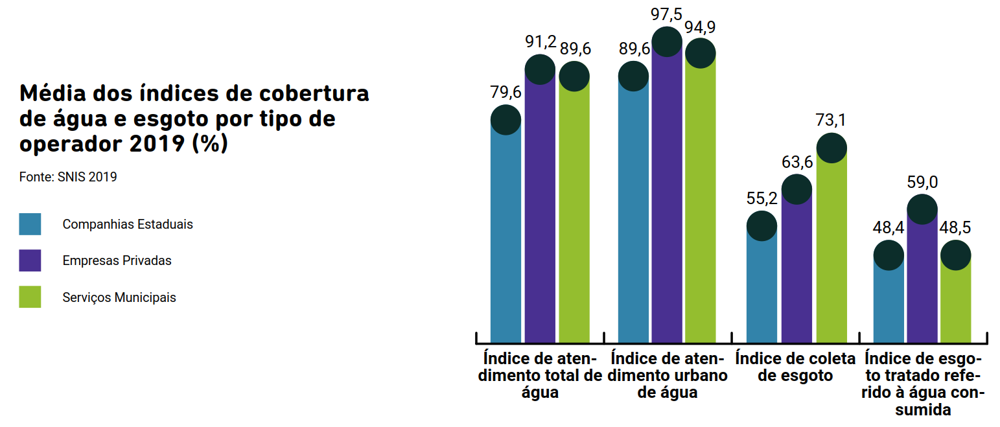 Média dos índices de cobertura
de água e esgoto por tipo de
operador 2019 (%)
Fonte: SNIS 2019
Companhias Estaduais
Empresas Privadas
Serviços Municipais
79,6
91,2
89,6
89,6
97,5
94,9
55,2
63,6
73,1
48,4
59,0
48,5
Índice de aten-
dimento total de
água
Índice de aten-
dimento urbano
de água
Índice de coleta
de esgoto
Índice de esgo-
to tratado refe-
rido à água con-
sumida